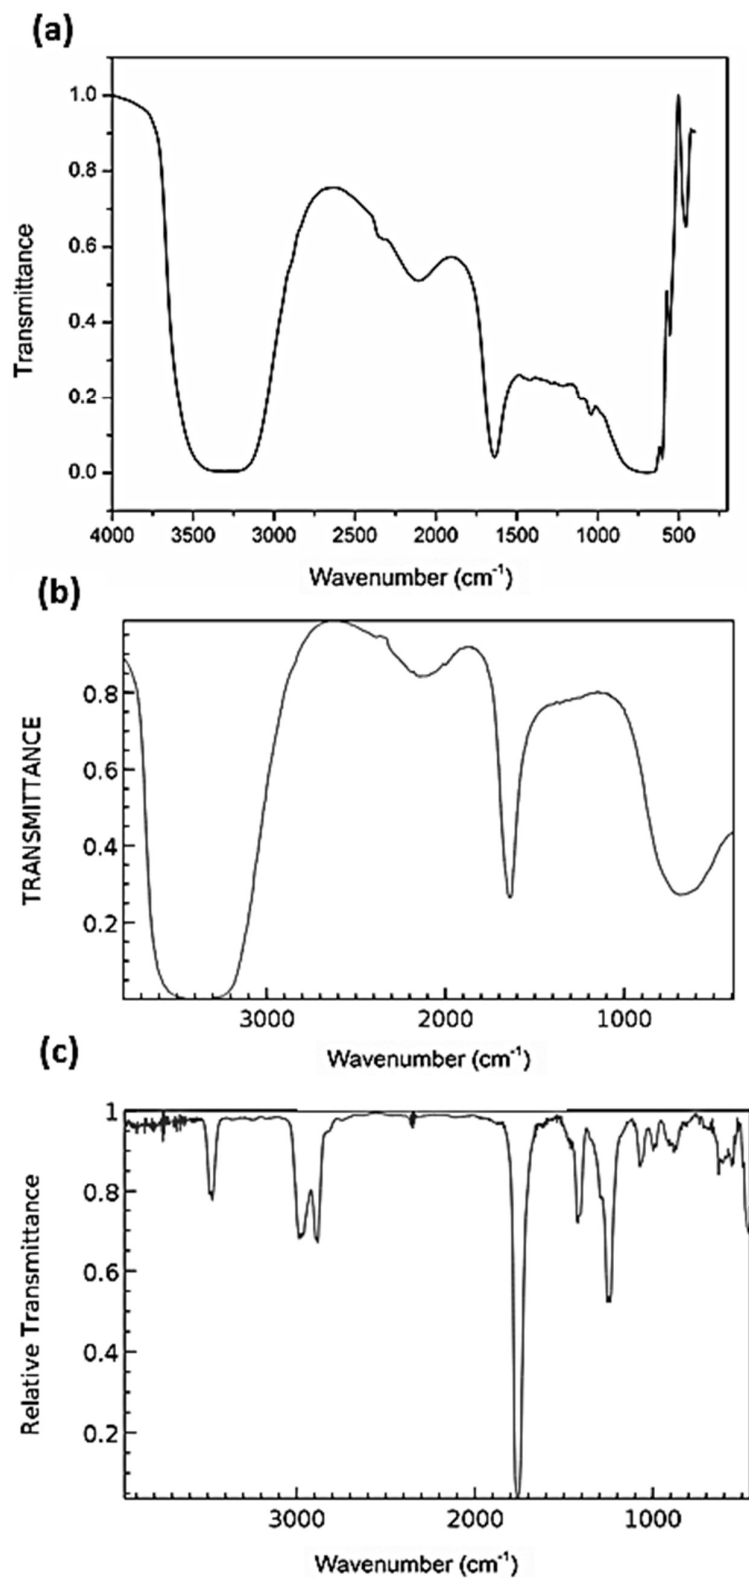 (a)
1.0
0.8
0.6
0.4
0.2
0.0
Transmittance
4000 3500 3000 2500 2000 1500 1000 500
Wavenumber (cm-1)
(b)
0.8
0.6
0.4
0.2
TRANSMITTANCE
3000 2000 1000
Wavenumber (cm-1)
(c)
1
0.8
0.6
0.4
0.2
Relative Transmittance
3000 2000 1000
Wavenumber (cm-1)